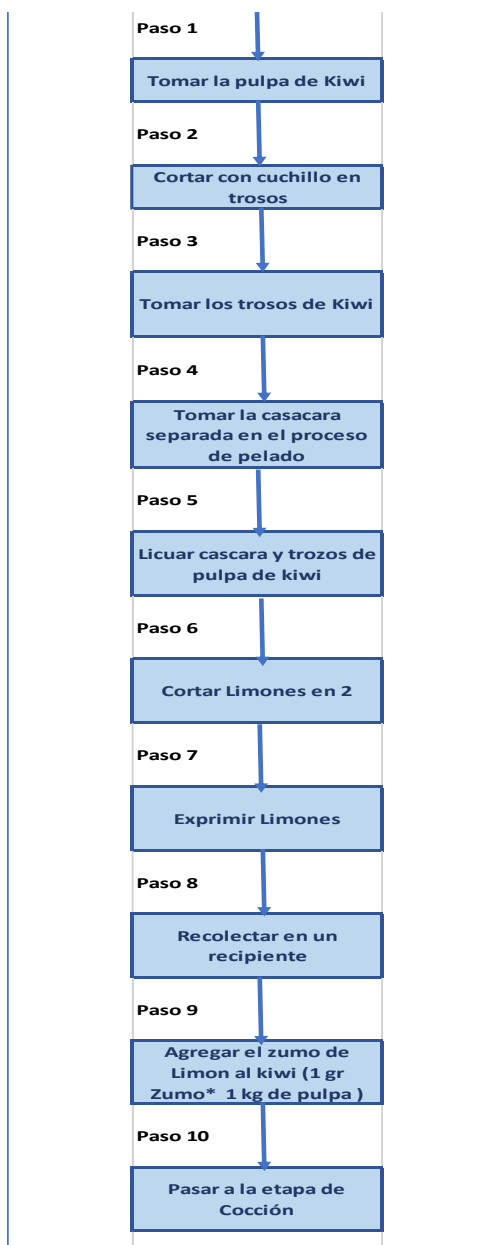 Paso 1
Tomar la pulpa de Kiwi
Paso 2
Cortar con cuchillo en
trosos
Paso 3
Tomar los trosos de Kiwi
Paso 4
Tomar la casacara
separada en el proceso
de pelado
Paso 5
Licuar cascara y trozos de
pulpa de kiwi
Paso 6
Cortar Limones en 2
Paso 7
Exprimir Limones
Paso 8
Recolectar en un
recipiente
Paso 9
Agregar el zumo de
Limon al kiwi (1 gr
Zumo* 1 kg de pulpa )
Paso 10
Pasar a la etapa de
Cocción